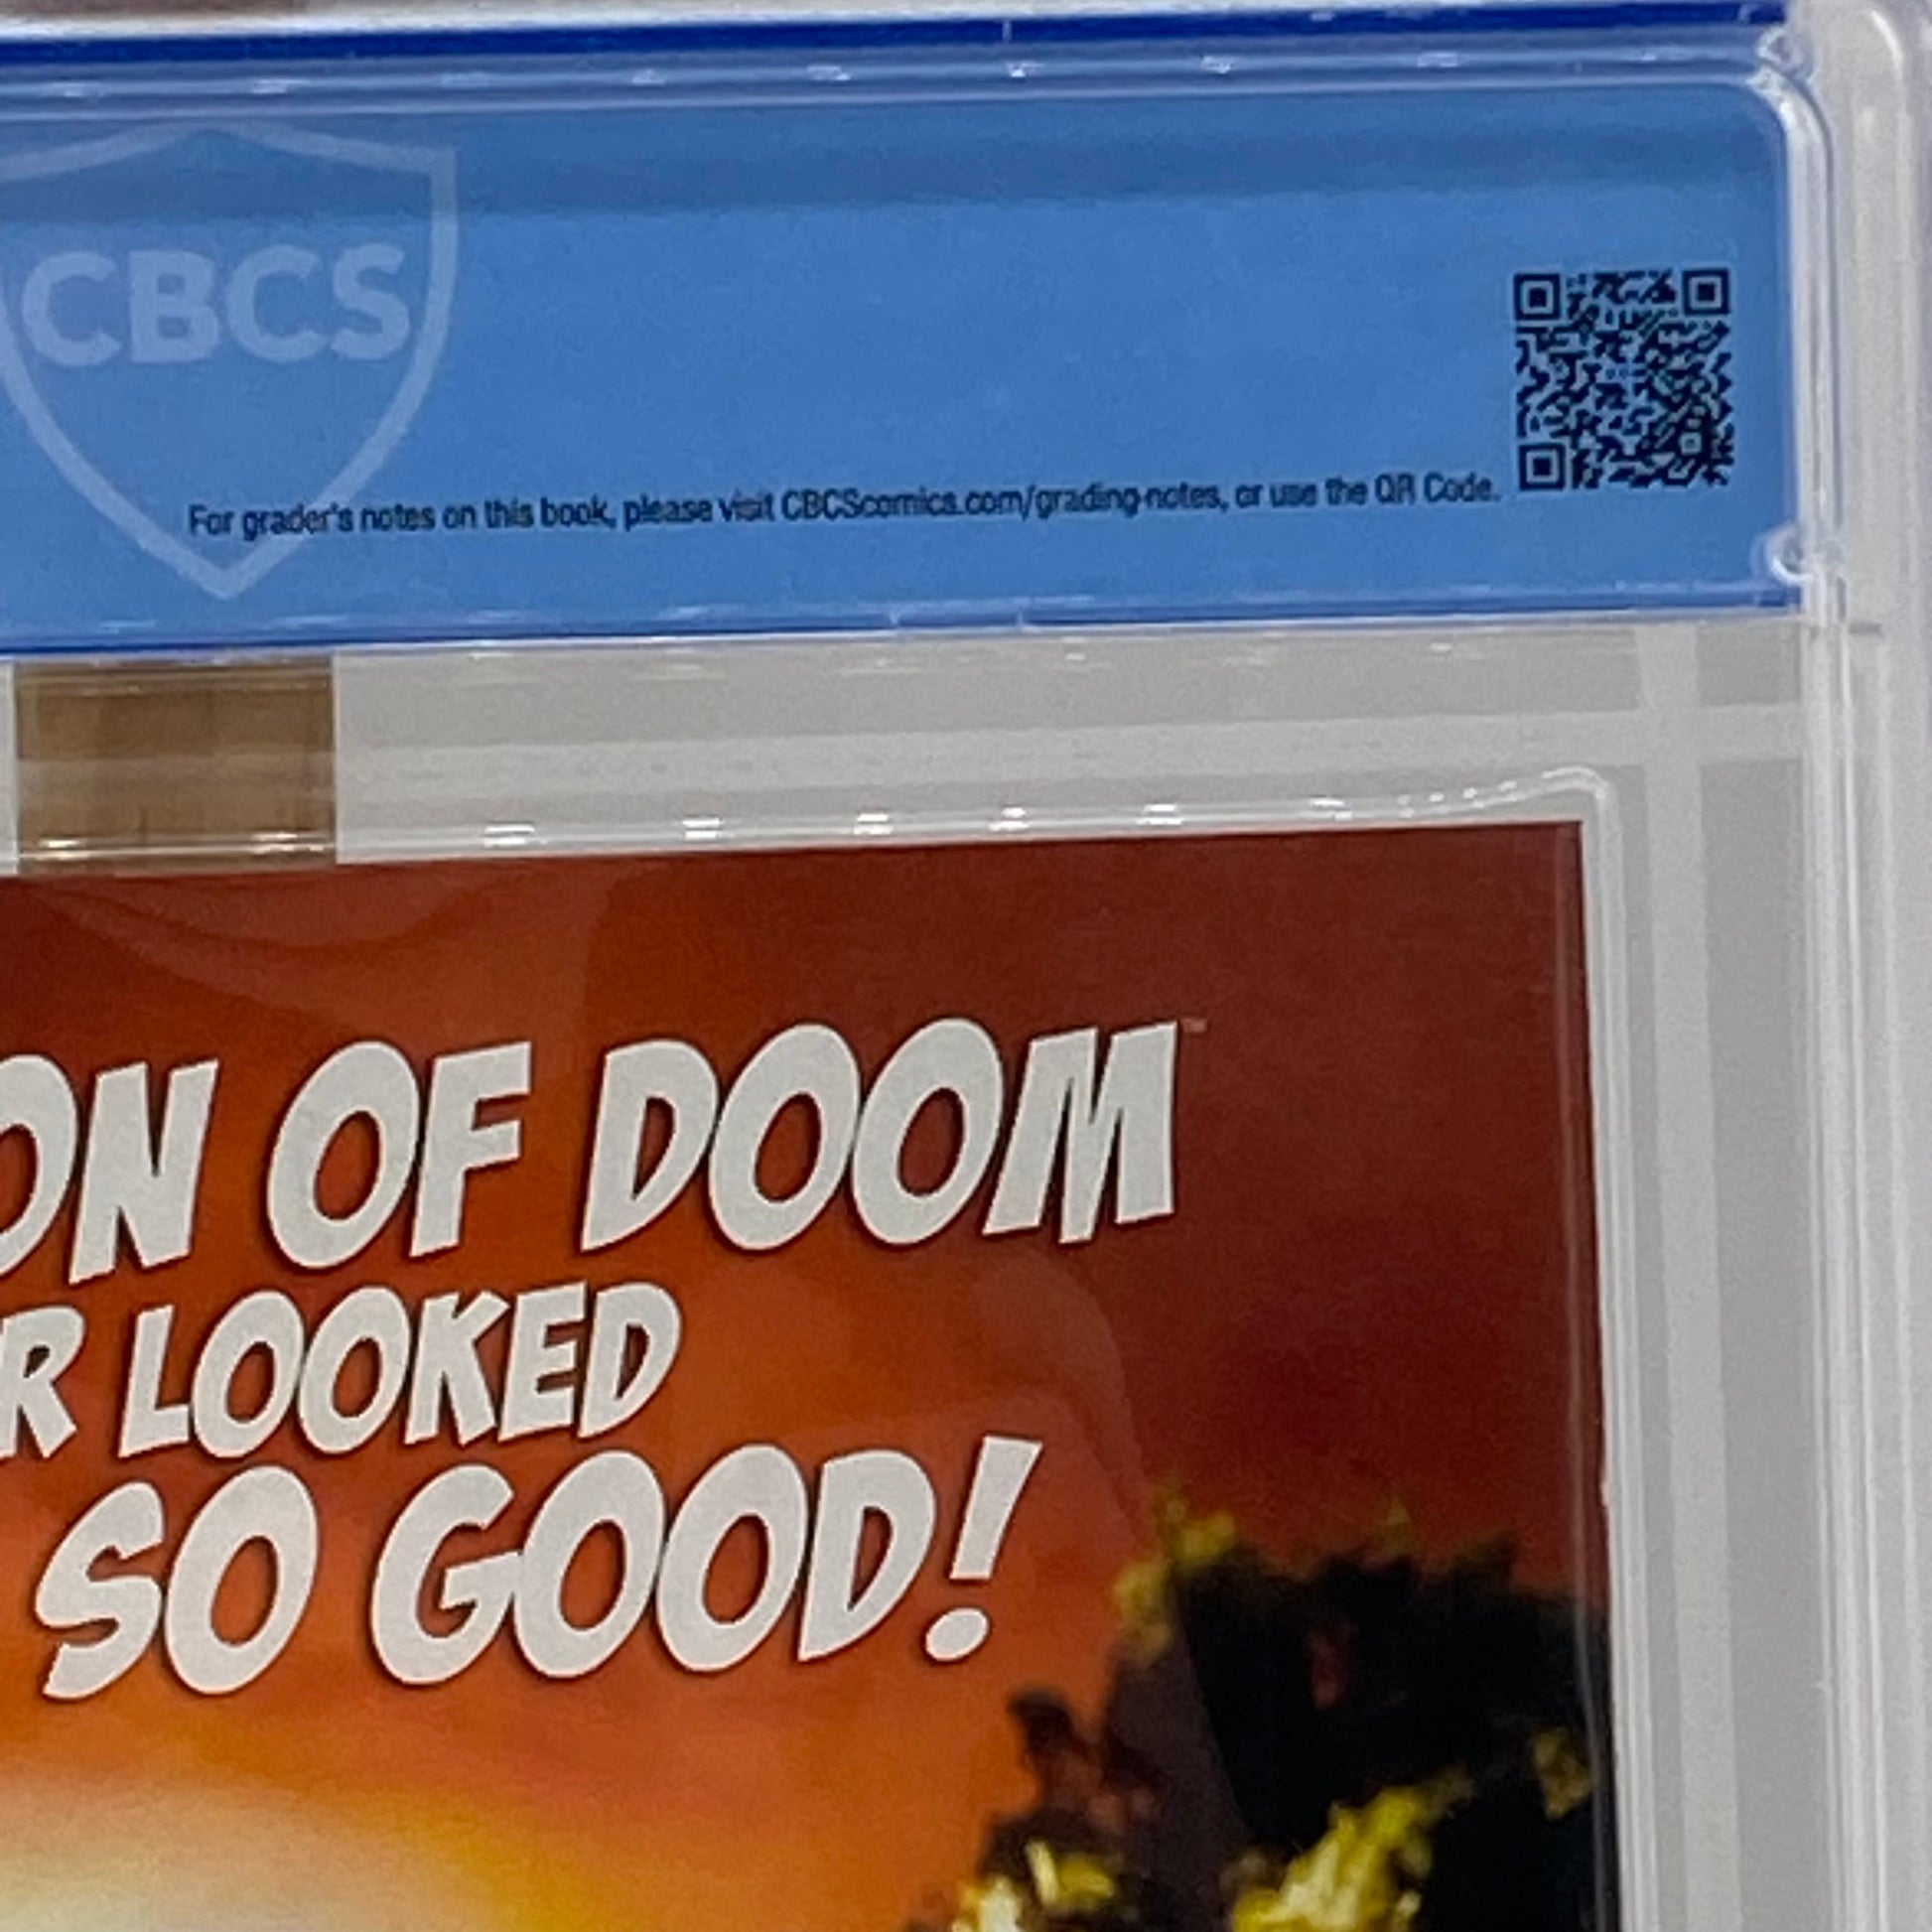 CBCS
For grader's notes on this book, please visit CBCScomics.com/grading-notes, or use the QR Code.
ON OF DOOM™
R LOOKED
SO GOOD!